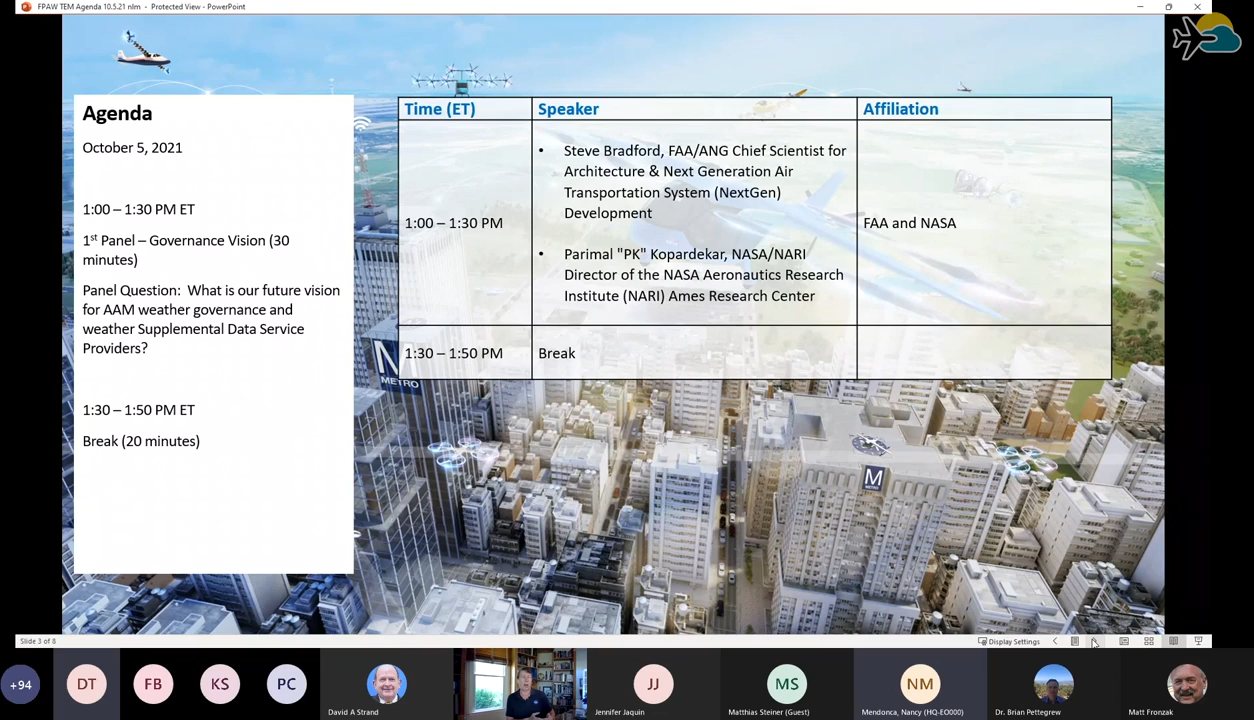 FPAW TEM Agenda 10.5.21 nlm - Protected View - PowerPoint
Agenda
October 5, 2021
1:00 – 1:30 PM ET
1st Panel – Governance Vision (30
minutes)
Panel Question: What is our future vision
for AAM weather governance and
weather Supplemental Data Service
Providers?
1:30 – 1:50 PM ET
Break (20 minutes)
Time (ET)
Speaker
Affiliation
1:00 – 1:30 PM
• Steve Bradford, FAA/ANG Chief Scientist for
Architecture & Next Generation Air
Transportation System (NextGen)
Development
• Parimal "PK" Kopardekar, NASA/NARI
Director of the NASA Aeronautics Research
Institute (NARI) Ames Research Center
FAA and NASA
1:30 – 1:50 PM
Break
M
METRO
M
METRO
Slide 3 of 8
Display Settings
+94
DT
FB
KS
PC
David A Strand
JJ
Jennifer Jaquin
MS
Matthias Steiner (Guest)
NM
Mendonca, Nancy (HQ-EO000)
Dr. Brian Pettegrew
Matt Fronzak